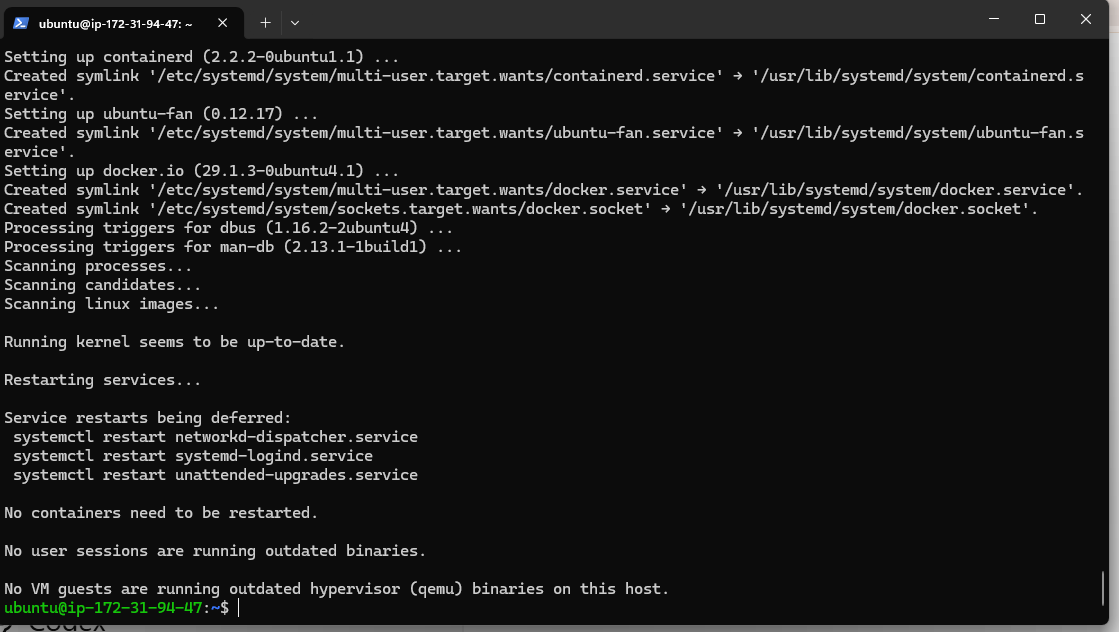 ubuntu@ip-172-31-94-47: ~
Setting up containerd (2.2.2-0ubuntu1.1) ...
Created symlink '/etc/systemd/system/multi-user.target.wants/containerd.service' → '/usr/lib/systemd/system/containerd.s
ervice'.
Setting up ubuntu-fan (0.12.17) ...
Created symlink '/etc/systemd/system/multi-user.target.wants/ubuntu-fan.service' → '/usr/lib/systemd/system/ubuntu-fan.s
ervice'.
Setting up docker.io (29.1.3-0ubuntu4.1) ...
Created symlink '/etc/systemd/system/multi-user.target.wants/docker.service' → '/usr/lib/systemd/system/docker.service'.
Created symlink '/etc/systemd/system/sockets.target.wants/docker.socket' → '/usr/lib/systemd/system/docker.socket'.
Processing triggers for dbus (1.16.2-2ubuntu4) ...
Processing triggers for man-db (2.13.1-1build1) ...
Scanning processes...
Scanning candidates...
Scanning linux images...
Running kernel seems to be up-to-date.
Restarting services...
Service restarts being deferred:
systemctl restart networkd-dispatcher.service
systemctl restart systemd-logind.service
systemctl restart unattended-upgrades.service
No containers need to be restarted.
No user sessions are running outdated binaries.
No VM guests are running outdated hypervisor (qemu) binaries on this host.
ubuntu@ip-172-31-94-47:~$